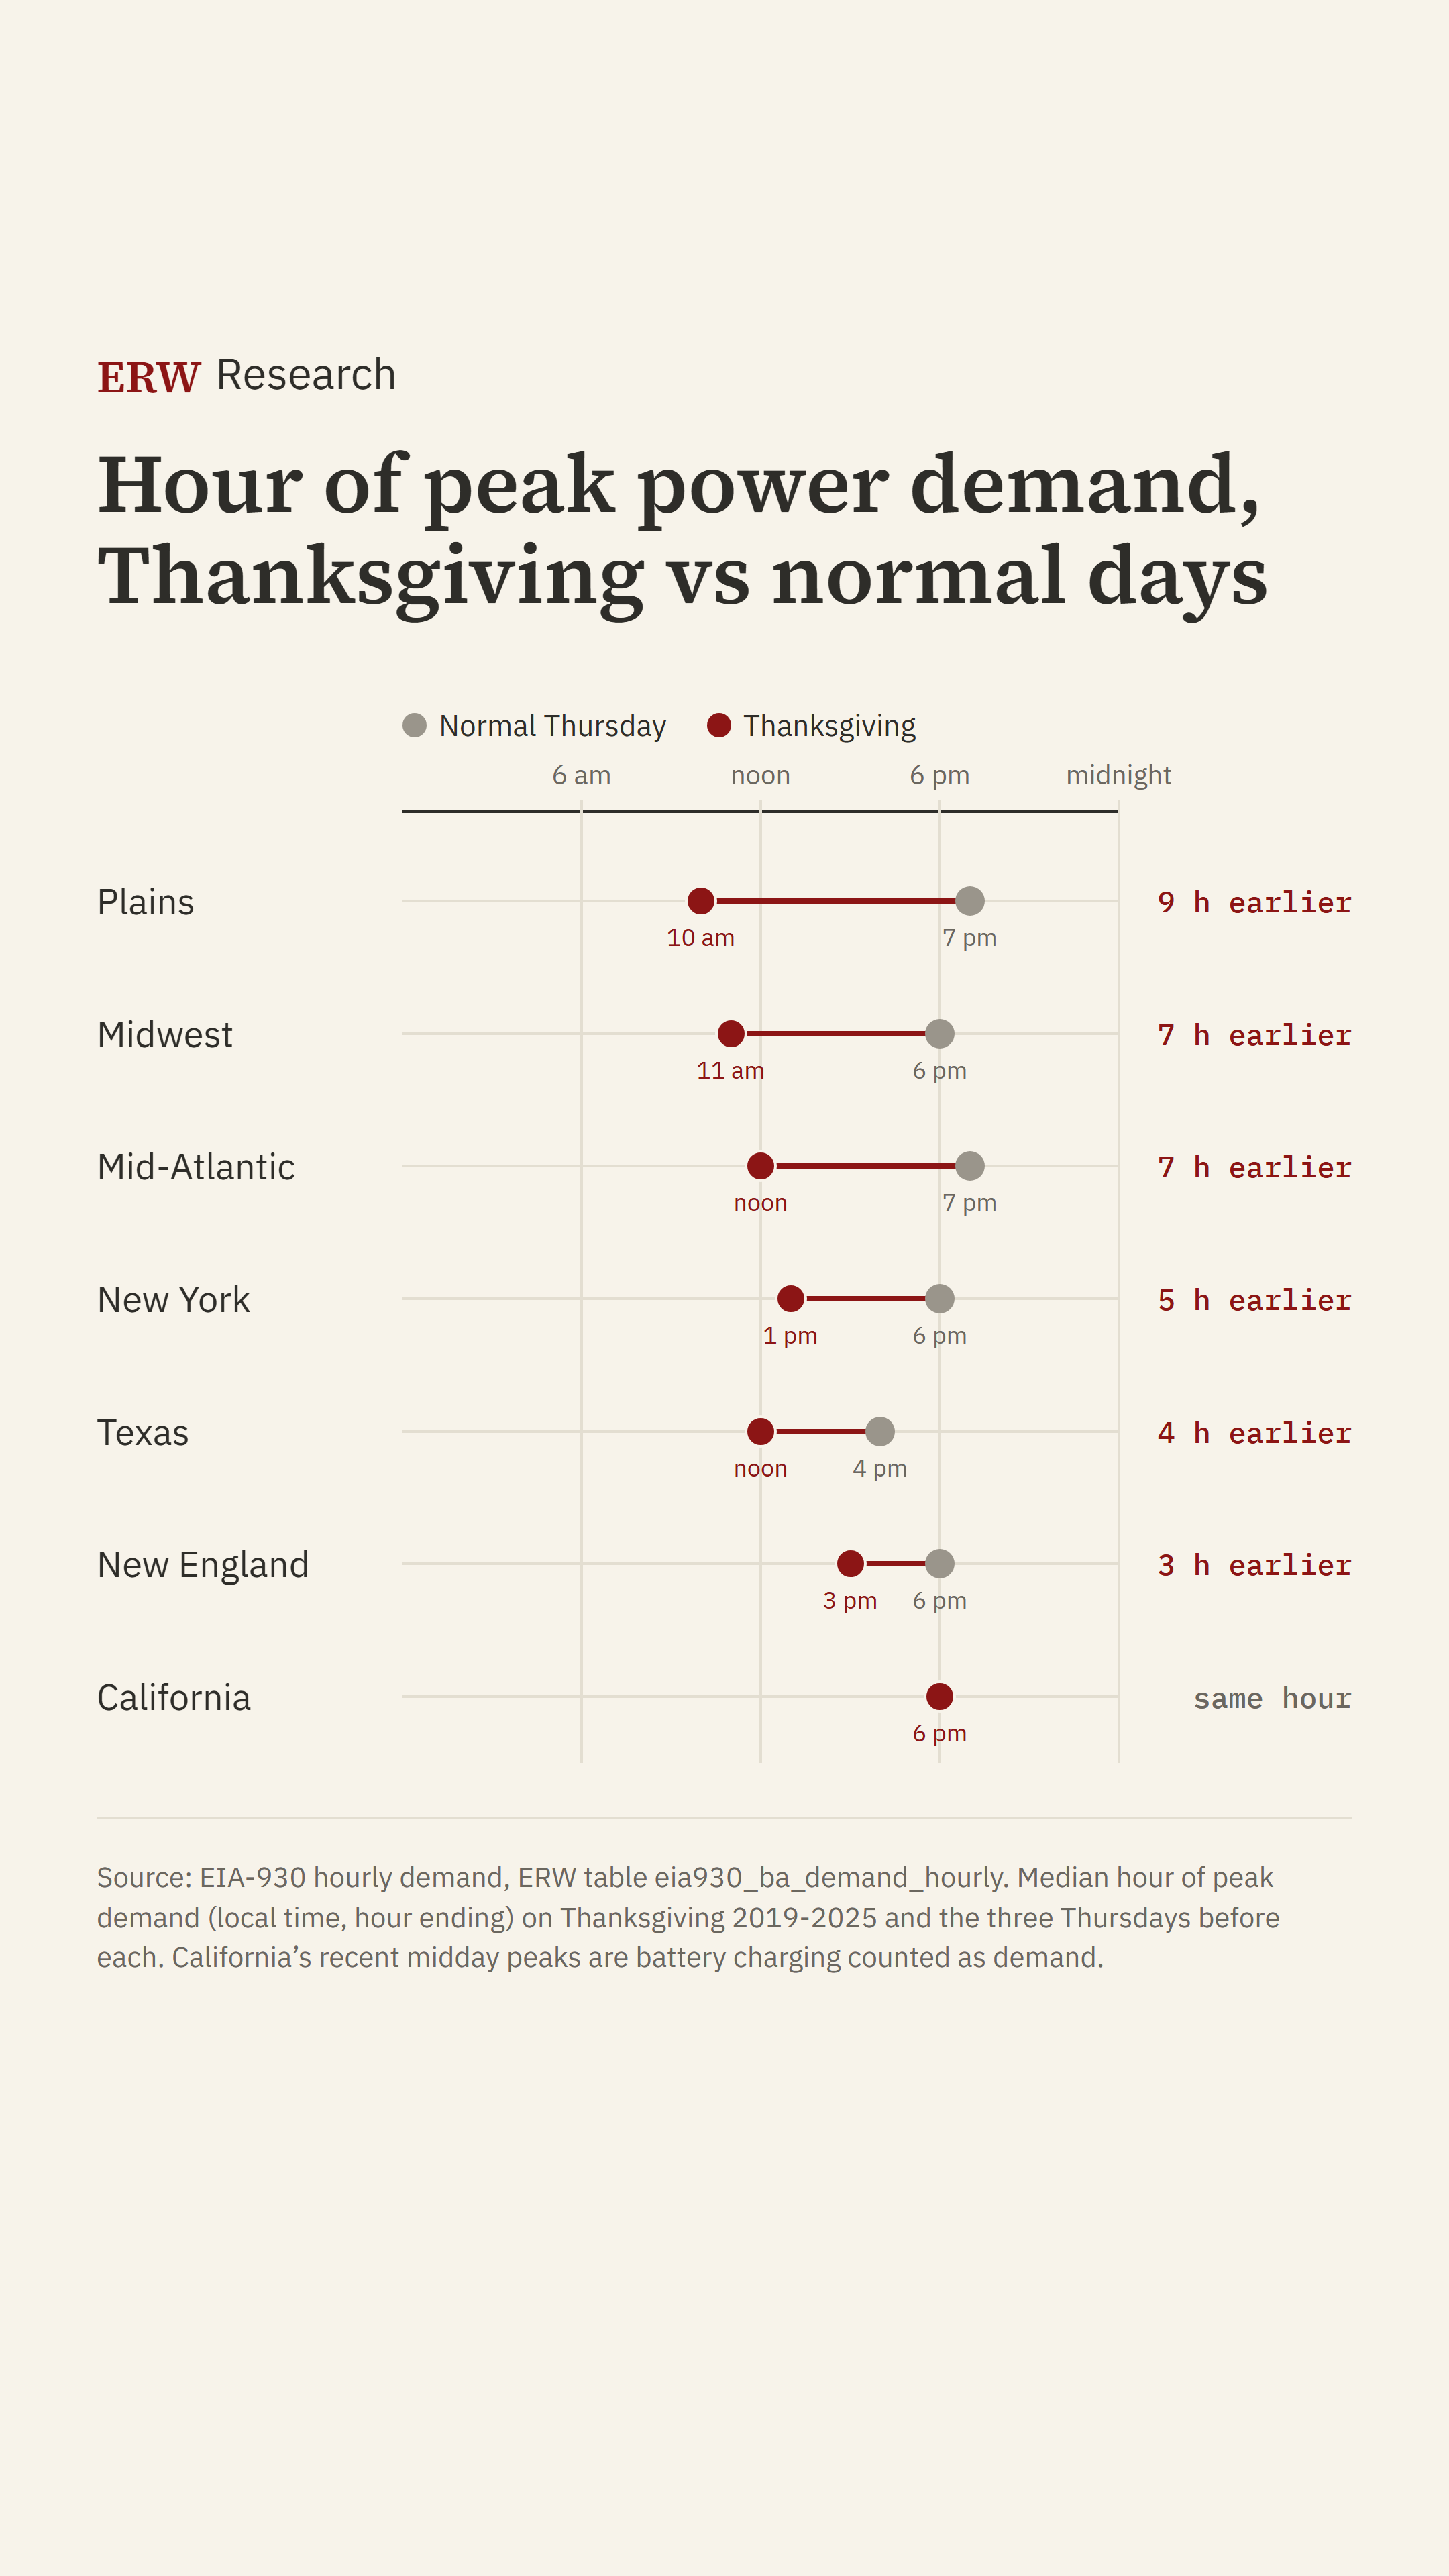 ERW Research
Hour of peak power demand,
Thanksgiving vs normal days
Normal Thursday Thanksgiving
6 am noon 6 pm midnight
Plains 9 h earlier
10 am 7 pm
Midwest 7 h earlier
11 am 6 pm
Mid-Atlantic 7 h earlier
noon 7 pm
New York 5 h earlier
1 pm 6 pm
Texas 4 h earlier
noon 4 pm
New England 3 h earlier
3 pm 6 pm
California same hour
6 pm
Source: EIA-930 hourly demand, ERW table eia930_ba_demand_hourly. Median hour of peak
demand (local time, hour ending) on Thanksgiving 2019-2025 and the three Thursdays before
each. California’s recent midday peaks are battery charging counted as demand.